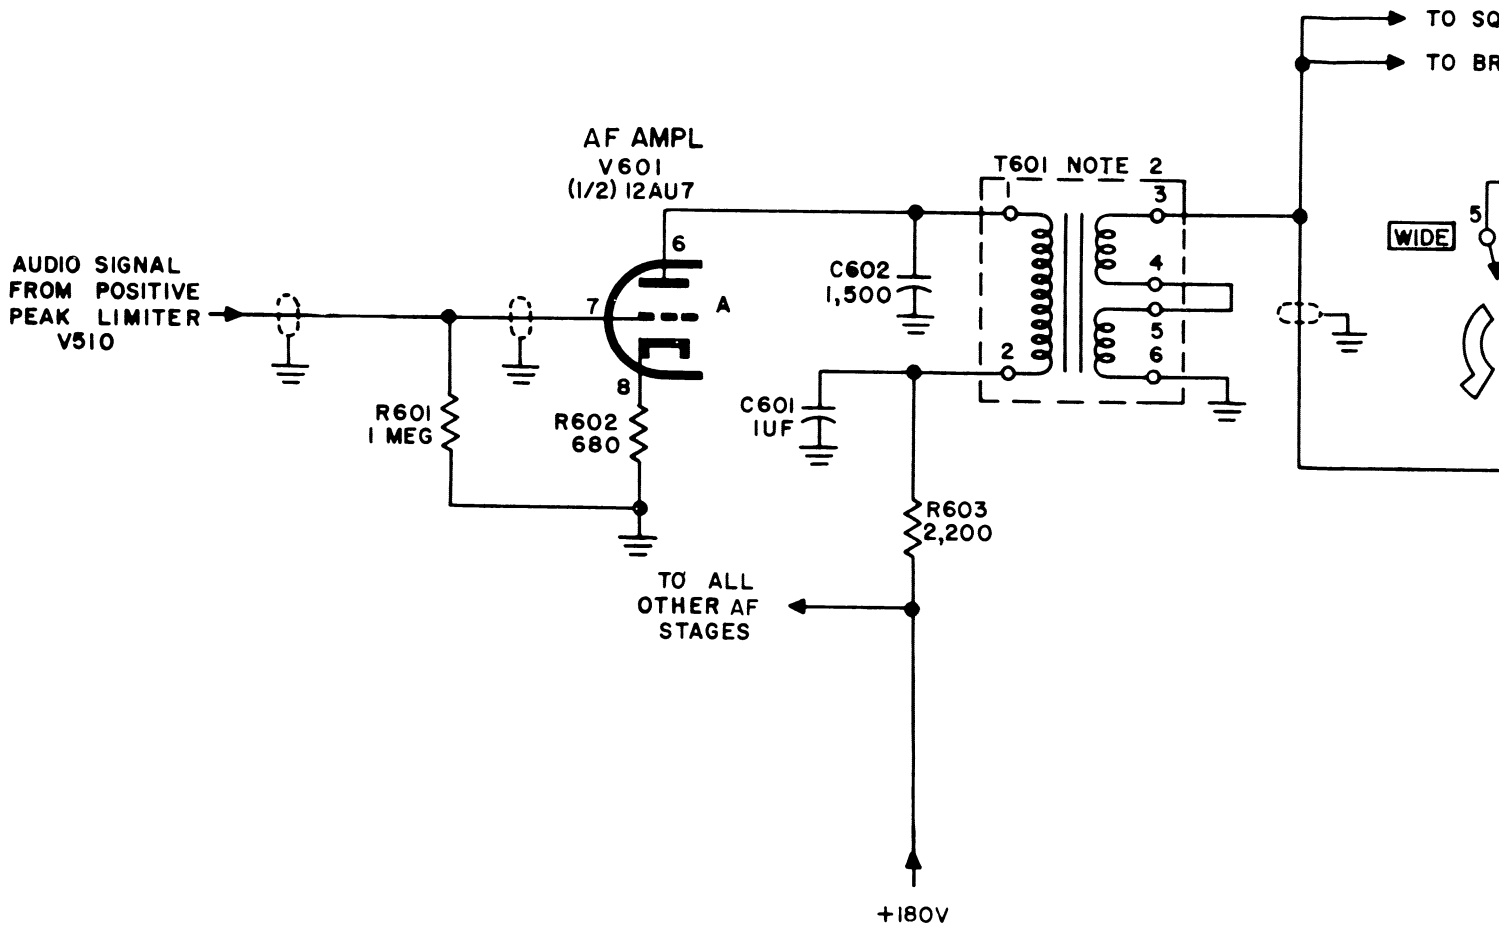 TO SQ
TO BR
AF AMPL
V601
(1/2) 12AU7
T601 NOTE 2
1
3
6
5
WIDE
AUDIO SIGNAL
FROM POSITIVE
PEAK LIMITER
V510
7
A
C602
1,500
4
5
2
6
8
R601
1 MEG
R602
680
C601
1UF
R603
2,200
TO ALL
OTHER AF
STAGES
+180V